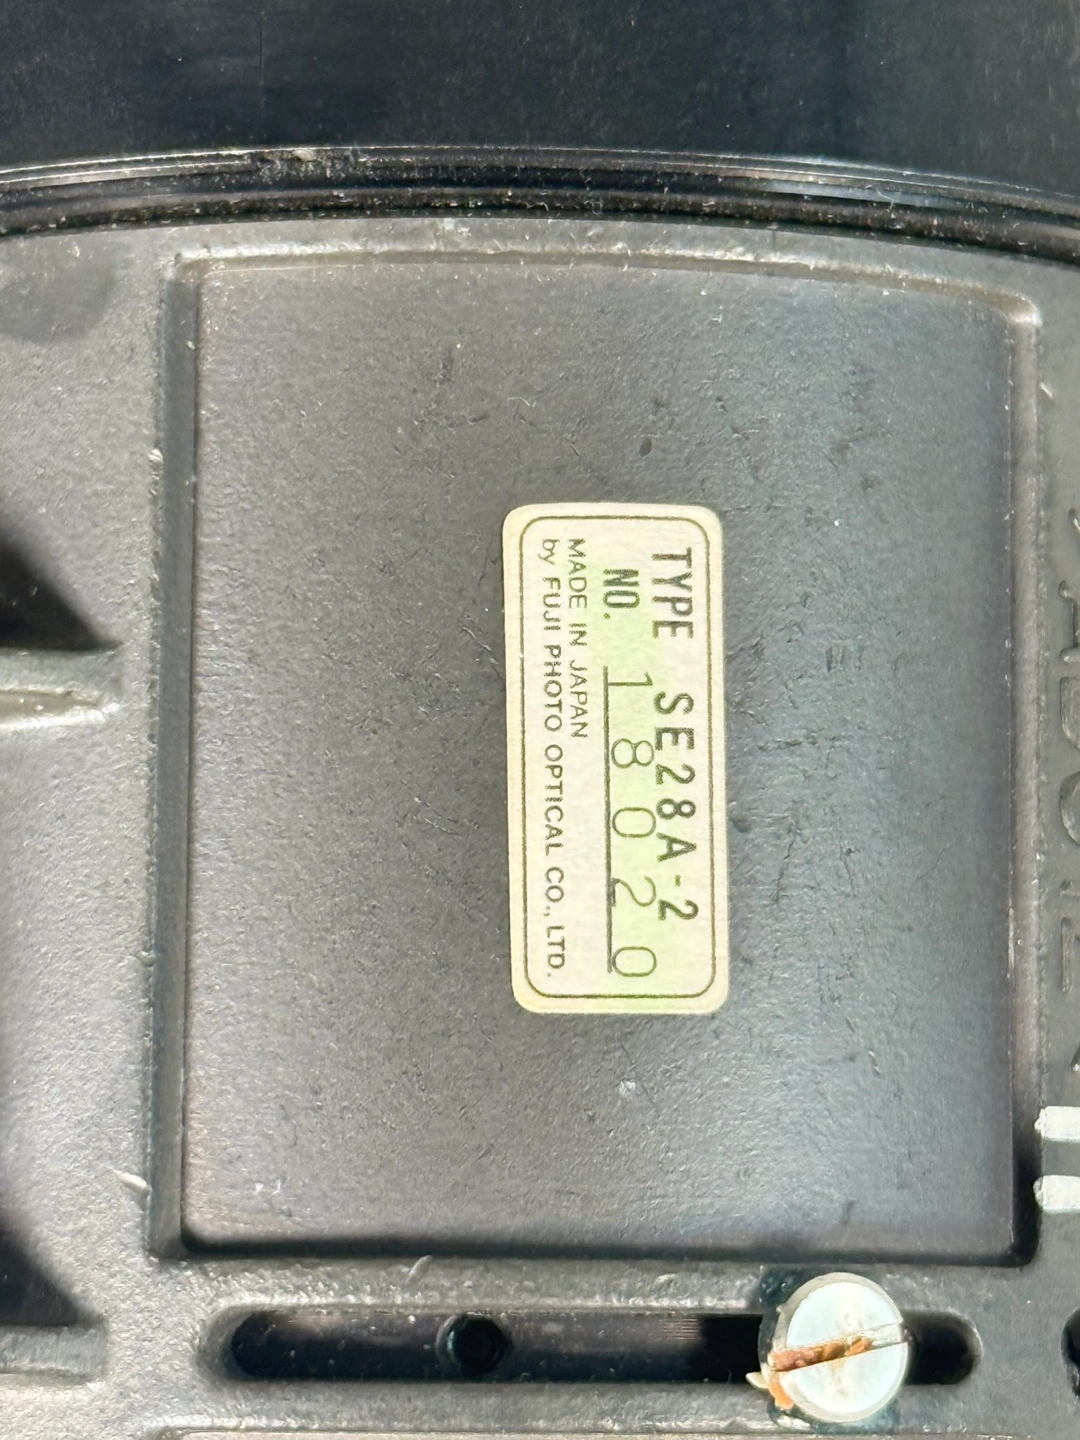 TYPE SE28A-2
NO. 18020
MADE IN JAPAN
by FUJI PHOTO OPTICAL CO., LTD.